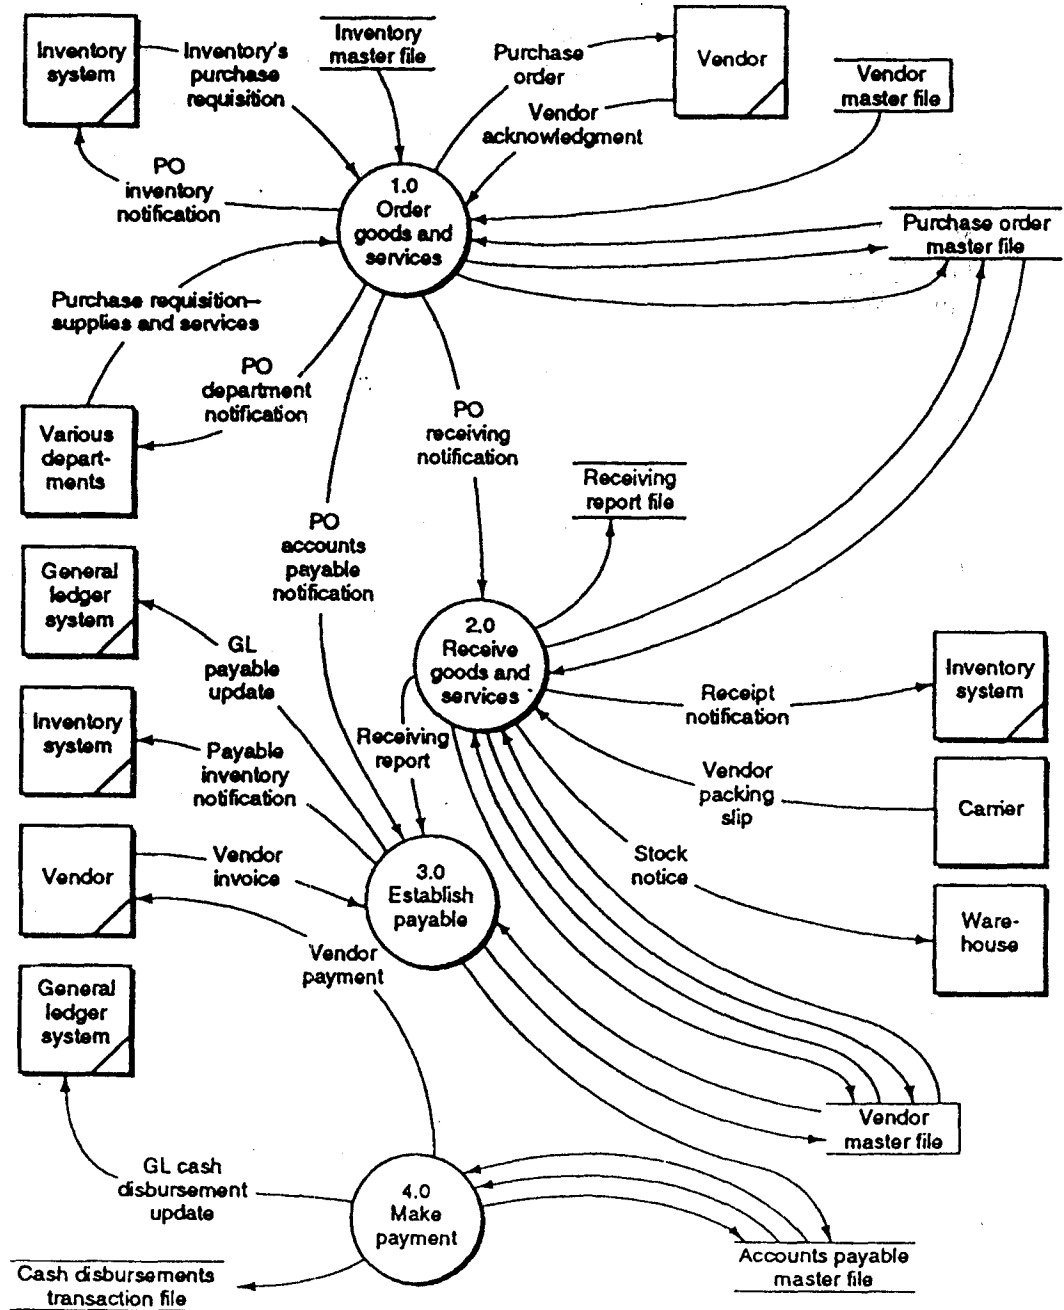 Inventory
system
Inventory's
purchase
requisition
Inventory
master file
Purchase
order
Vendor
Vendor
master file
Vendor
acknowledgment
PO
inventory
notification
1.0
Order
goods and
services
Purchase order
master file
Purchase requisition—
supplies and services
PO
department
notification
Various
depart-
ments
PO
receiving
notification
Receiving
report file
PO
accounts
payable
notification
General
ledger
system
GL
payable
update
2.0
Receive
goods and
services
Receipt
notification
Inventory
system
Inventory
system
Payable
inventory
notification
Receiving
report
Vendor
packing
slip
Carrier
Vendor
Vendor
invoice
3.0
Establish
payable
Stock
notice
Ware-
house
Vendor
payment
General
ledger
system
Vendor
master file
GL cash
disbursement
update
4.0
Make
payment
Accounts payable
master file
Cash disbursements
transaction file